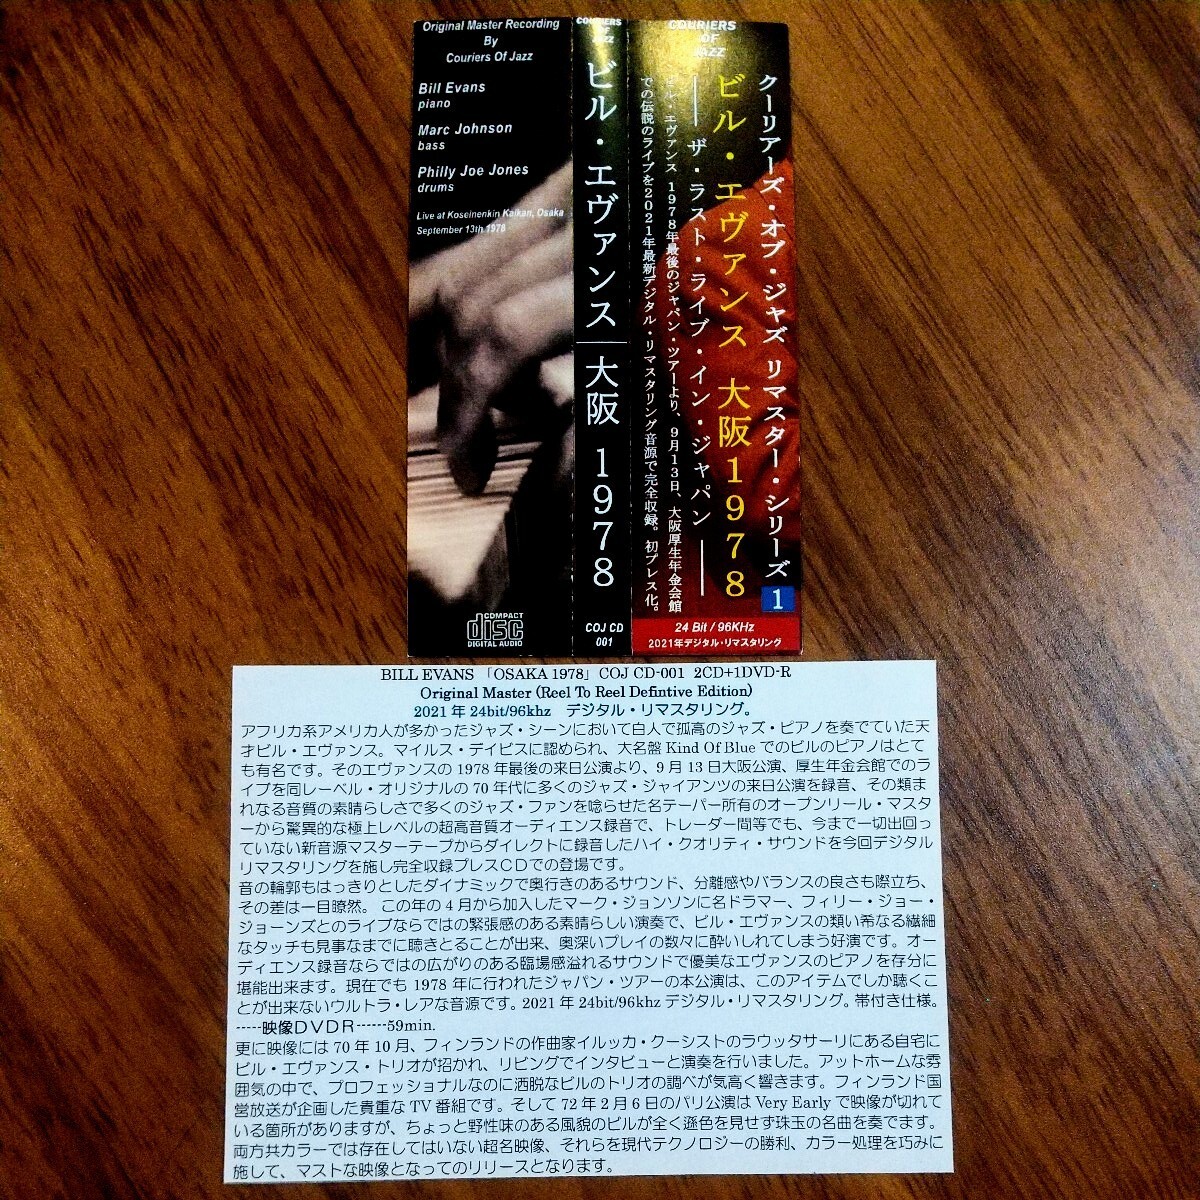 Original Master Recording
By
Couriers Of Jazz
Bill Evans
piano
Marc Johnson
bass
Philly Joe Jones
drums
Live at Koseinenkin Kaikan, Osaka
September 13th 1978
COMPACT
disc
DIGITAL AUDIO
COURIERS
OF
JAZZ
ビル・エヴァンス│大阪 1978
COJ CD
001
COURIERS
OF
JAZZ
クーリアーズ・オブ・ジャズ リマスター・シリーズ 1
ビル・エヴァンス 大阪1978
── ザ・ラスト・ライブ・イン・ジャパン ──
ビル・エヴァンス 1978年最後のジャパン・ツアーより、9月13日、大阪厚生年金会館
での伝説のライブを2021年最新デジタル・リマスタリング音源で完全収録。初プレス化。
24 Bit / 96KHz
2021年デジタル・リマスタリング
BILL EVANS 「OSAKA 1978」 COJ CD-001 2CD+1DVD-R
Original Master (Reel To Reel Defintive Edition)
2021 年 24bit/96khz デジタル・リマスタリング。
アフリカ系アメリカ人が多かったジャズ・シーンにおいて白人で孤高のジャズ・ピアノを奏でていた天
才ビル・エヴァンス。マイルス・デイビスに認められ、大名盤 Kind Of Blue でのビルのピアノはとて
も有名です。そのエヴァンスの 1978 年最後の来日公演より、9 月 13 日大阪公演、厚生年金会館でのラ
イブを同レーベル・オリジナルの 70 年代に多くのジャズ・ジャイアンツの来日公演を録音、その類ま
れなる音質の素晴らしさで多くのジャズ・ファンを唸らせた名テーパー所有のオープンリール・マスタ
ーから驚異的な極上レベルの超高音質オーディエンス録音で、トレーダー間等でも、今まで一切出回っ
ていない新音源マスターテープからダイレクトに録音したハイ・クオリティ・サウンドを今回デジタル
リマスタリングを施し完全収録プレスCDでの登場です。
音の輪郭もはっきりとしたダイナミックで奥行きのあるサウンド、分離感やバランスの良さも際立ち、
その差は一目瞭然。 この年の 4 月から加入したマーク・ジョンソンに名ドラマー、フィリー・ジョー・
ジョーンズとのライブならではの緊張感のある素晴らしい演奏で、ビル・エヴァンスの類い希なる繊細
なタッチも見事なまでに聴きとることが出来、奥深いプレイの数々に酔いしれてしまう好演です。オー
ディエンス録音ならではの広がりのある臨場感溢れるサウンドで優美なエヴァンスのピアノを存分に
堪能出来ます。現在でも 1978 年に行われたジャパン・ツアーの本公演は、このアイテムでしか聴くこ
とが出来ないウルトラ・レアな音源です。2021 年 24bit/96khz デジタル・リマスタリング。帯付き仕様。
-----映像DVDR------59min.
更に映像には 70 年 10 月、フィンランドの作曲家イルッカ・クーシストのラウッタサーリにある自宅に
ビル・エヴァンス・トリオが招かれ、リビングでインタビューと演奏を行いました。アットホームな雰
囲気の中で、プロフェッショナルなのに洒脱なビルのトリオの調べが気高く響きます。フィンランド国
営放送が企画した貴重な TV 番組です。そして 72 年 2 月 6 日のパリ公演は Very Early で映像が切れて
いる箇所がありますが、ちょっと野性味のある風貌のビルが全く遜色を見せず珠玉の名曲を奏でます。
両方共カラーでは存在してはいない超名映像、それらを現代テクノロジーの勝利、カラー処理を巧みに
施して、マストな映像となってのリリースとなります。